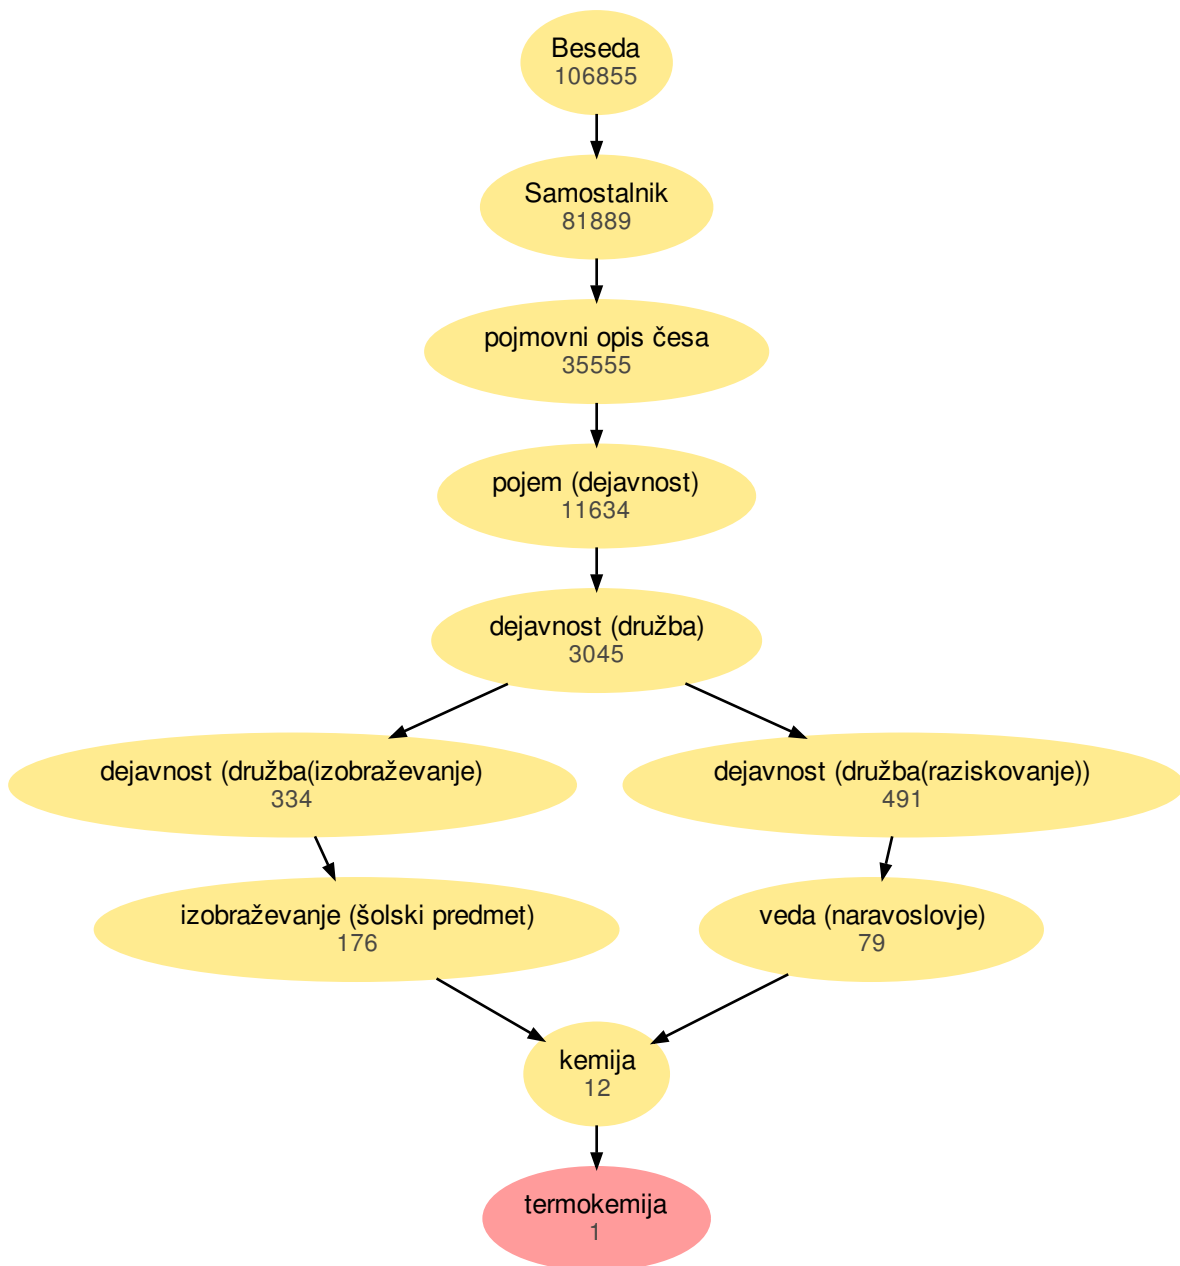 Beseda
106855
Samostalnik
81889
pojmovni opis česa
35555
pojem (dejavnost)
11634
dejavnost (družba)
3045
dejavnost (družba(izobraževanje)
334
dejavnost (družba(raziskovanje))
491
izobraževanje (šolski predmet)
176
veda (naravoslovje)
79
kemija
12
termokemija
1